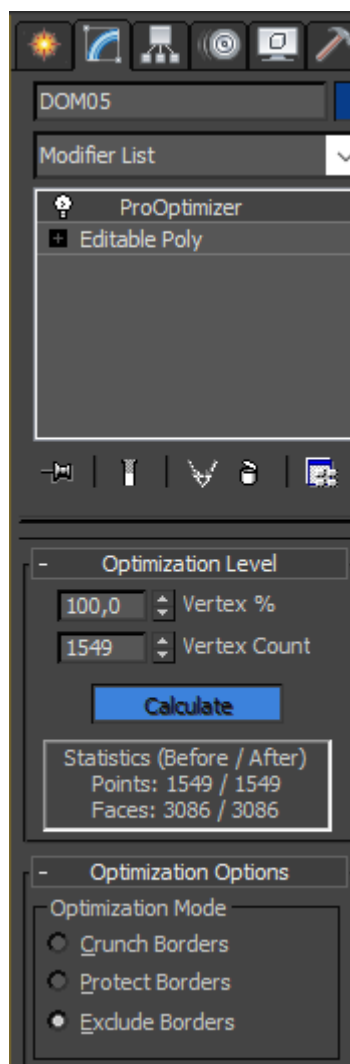 DOM05
Modifier List
ProOptimizer
Editable Poly
- Optimization Level
100,0 Vertex %
1549 Vertex Count
Calculate
Statistics (Before / After)
Points: 1549 / 1549
Faces: 3086 / 3086
- Optimization Options
Optimization Mode
Crunch Borders
Protect Borders
Exclude Borders